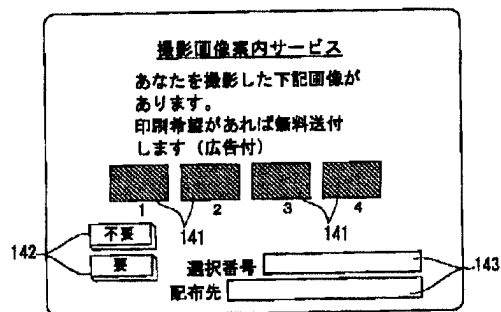 撮影画像案内サービス
あなたを撮影した下記画像が
あります。
印刷希望があれば無料送付
します（広告付）
1 2 3 4
141 141
不要
142
要
選択番号
143
配布先